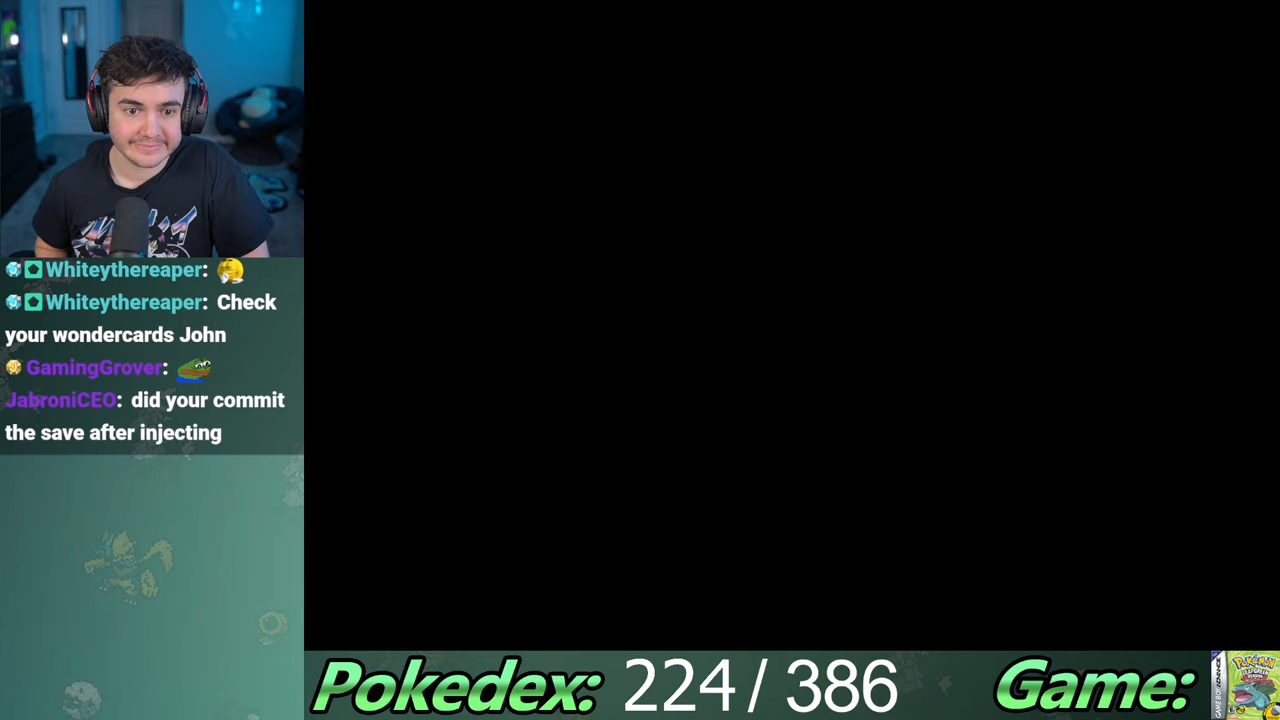 Whiteythereaper:
Whiteythereaper: Check
your wondercards John
GamingGrover:
JabroniCEO: did your commit
the save after injecting
Pokedex: 224 / 386
Game:
POKéMON